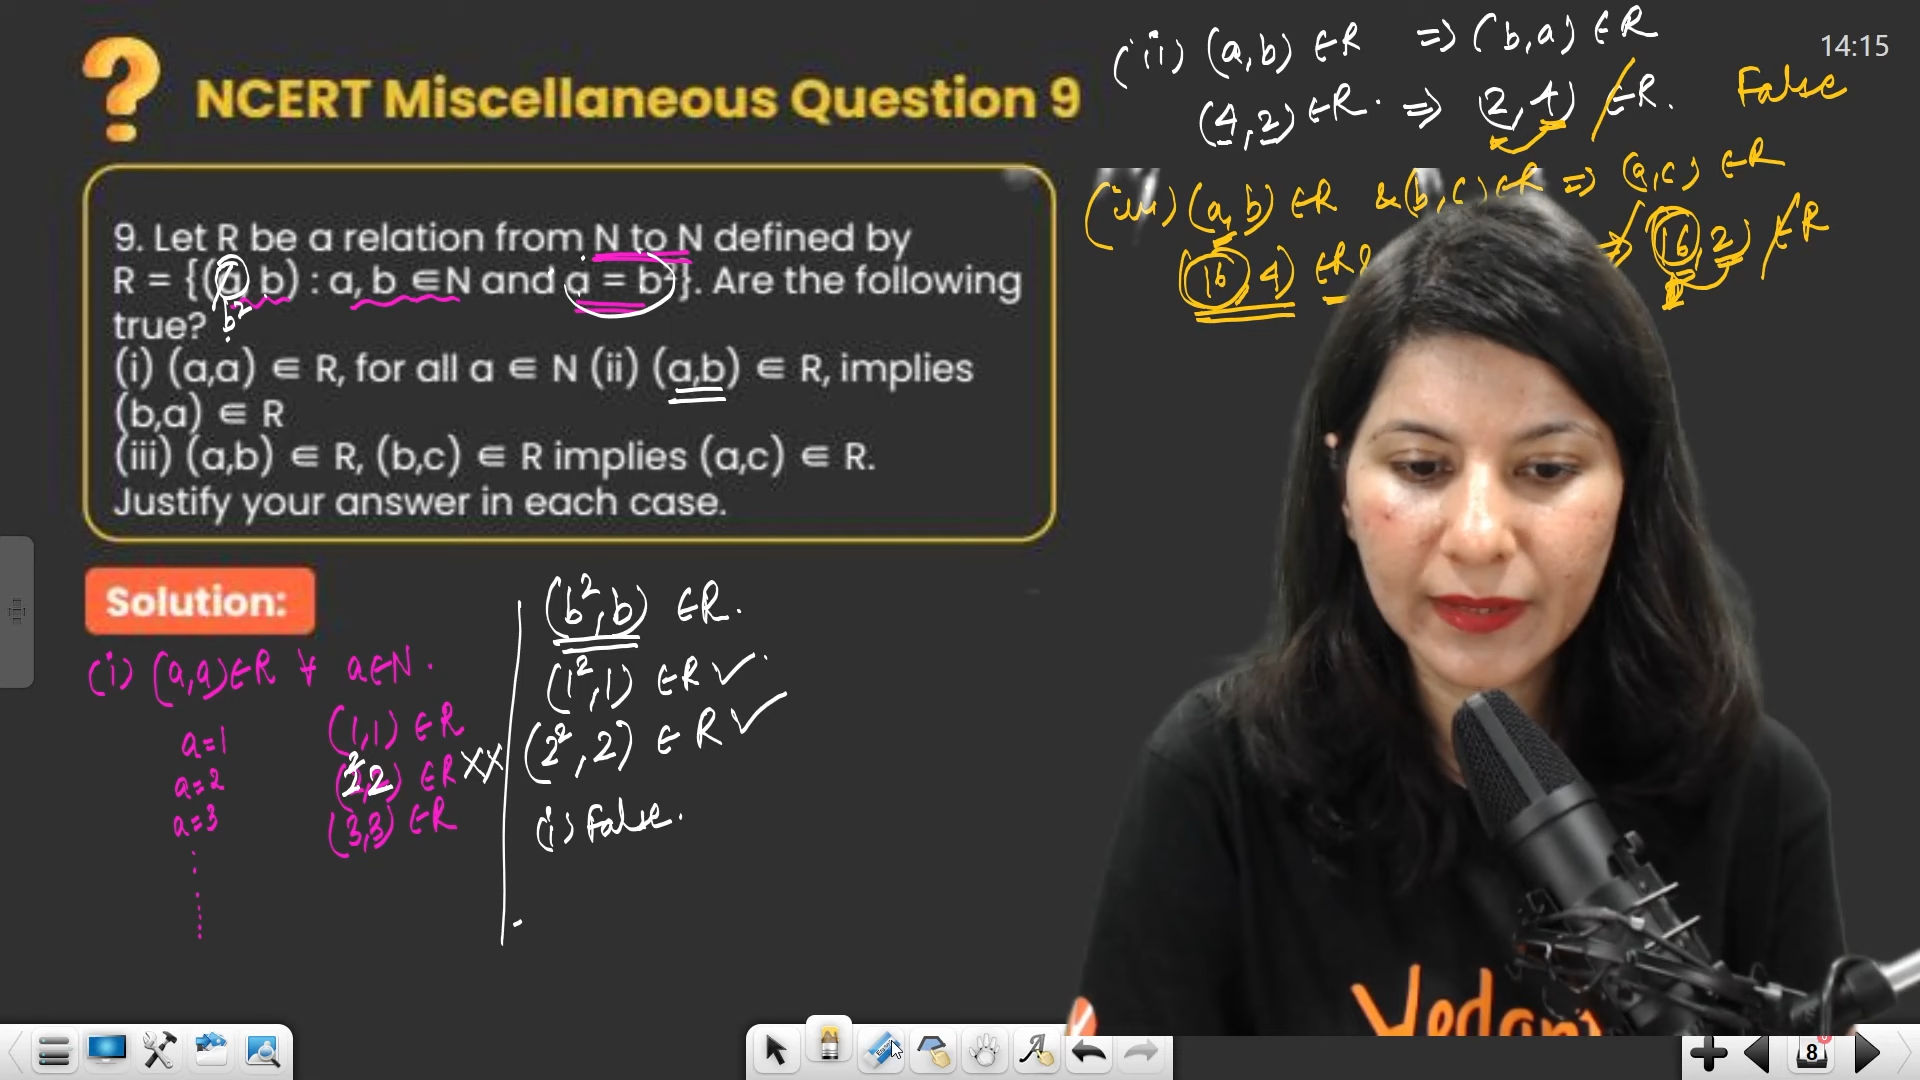 NCERT Miscellaneous Question 9
9. Let R be a relation from N to N defined by
R = {(a, b) : a, b ∈ N and a = b²}. Are the following
true?
b²
(i) (a,a) ∈ R, for all a ∈ N (ii) (a,b) ∈ R, implies
(b,a) ∈ R
(iii) (a,b) ∈ R, (b,c) ∈ R implies (a,c) ∈ R.
Justify your answer in each case.
Solution:
(i) (a,a) ∈ R ∀ a ∈ N.
a=1 (1,1) ∈ R
a=2 (2,2) ∈ R XX
a=3 (3,3) ∈ R
(b²,b) ∈ R.
(1²,1) ∈ R ✓
(2²,2) ∈ R ✓
(i) False.
(ii) (a,b) ∈ R ⇒ (b,a) ∈ R
(4,2) ∈ R. ⇒ (2,4) ∉ R. False
(iii) (a,b) ∈ R & (b,c) ∈ R ⇒ (a,c) ∈ R
(16,4) ∈ R & ⇒ (16,2) ∉ R
14:15
8